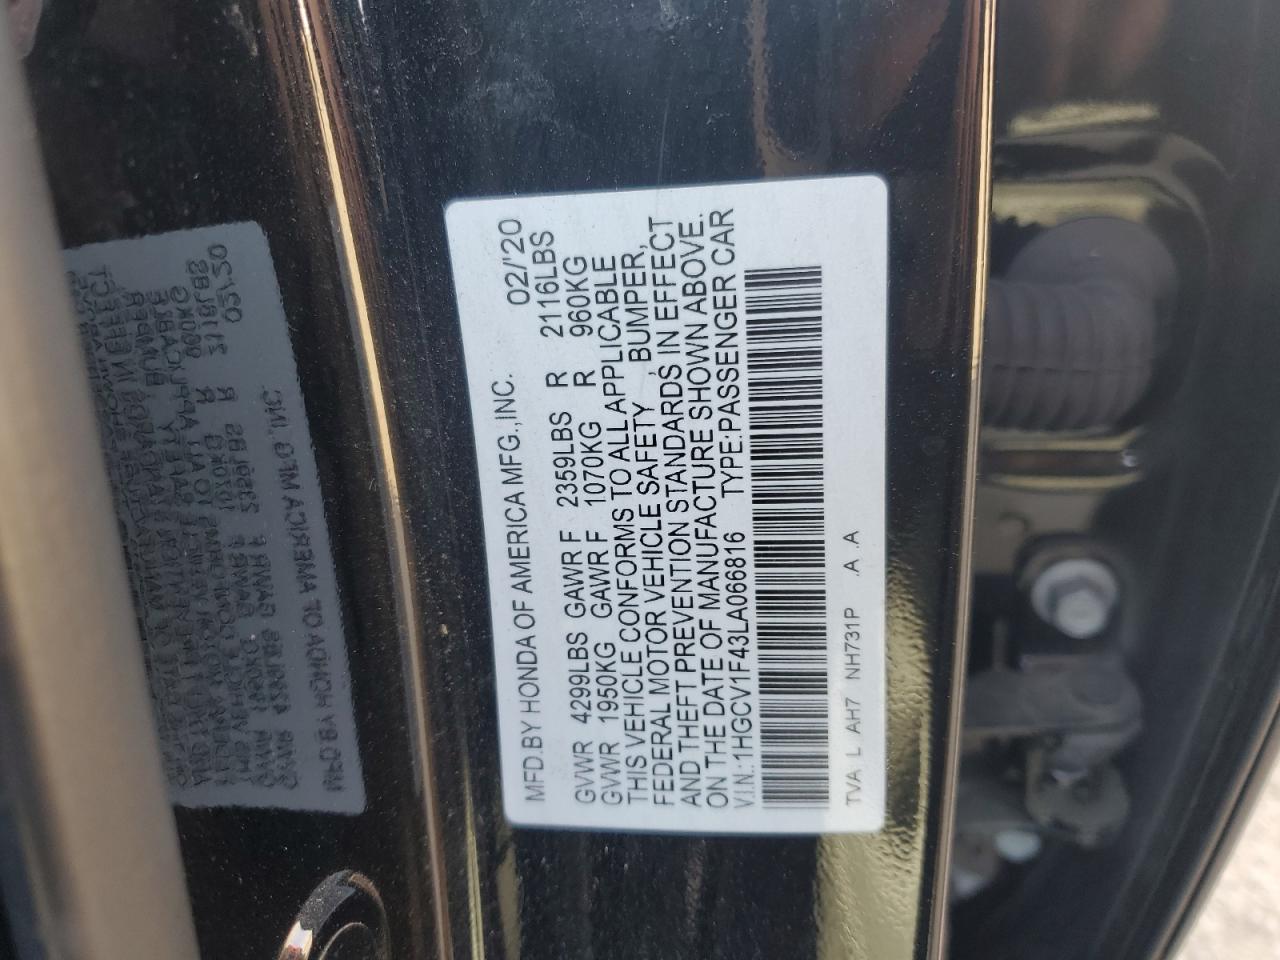 MFD.BY HONDA OF AMERICA MFG.,INC. 02/'20
GVWR 4299LBS GAWR F 2359LBS R 2116LBS
GVWR 1950KG GAWR F 1070KG R 960KG
THIS VEHICLE CONFORMS TO ALL APPLICABLE
FEDERAL MOTOR VEHICLE SAFETY, BUMPER,
AND THEFT PREVENTION STANDARDS IN EFFECT
ON THE DATE OF MANUFACTURE SHOWN ABOVE.
V.I.N.:1HGCV1F43LA066816 TYPE:PASSENGER CAR
TVA L AH7 NH731P .A .A